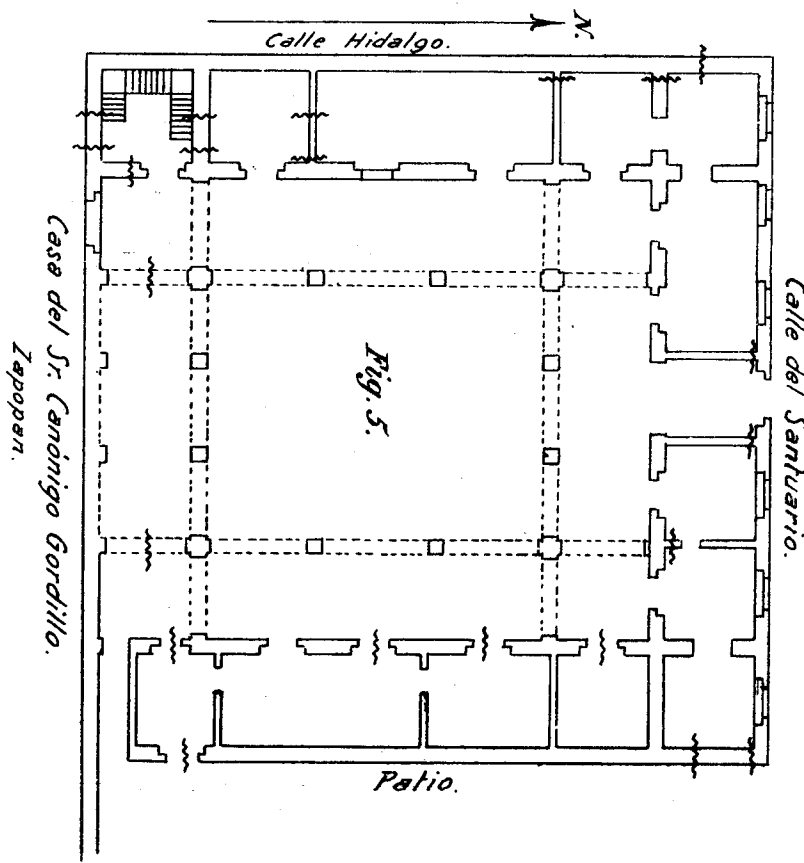 N.
Calle Hidalgo.
Calle del Santuario.
Fig. 5.
Casa del Sr. Canónigo Gordillo.
Zapopan.
Patio.